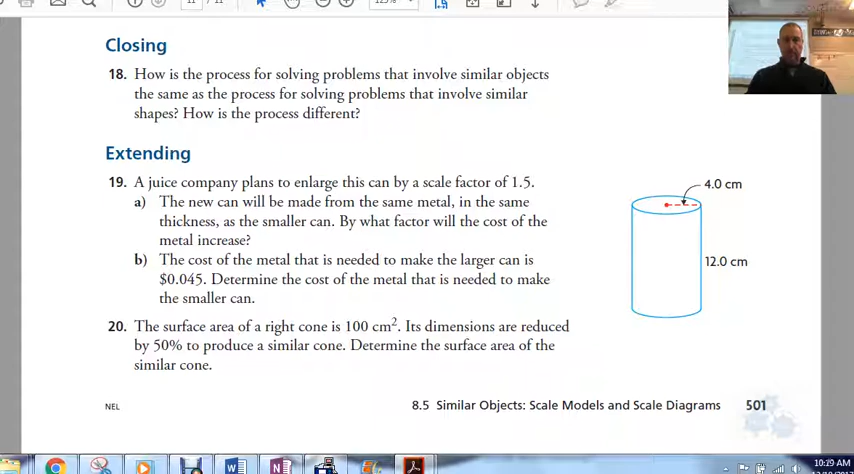 11 / 11
125%
Closing
18. How is the process for solving problems that involve similar objects
the same as the process for solving problems that involve similar
shapes? How is the process different?
Extending
19. A juice company plans to enlarge this can by a scale factor of 1.5.
a) The new can will be made from the same metal, in the same
thickness, as the smaller can. By what factor will the cost of the
metal increase?
b) The cost of the metal that is needed to make the larger can is
$0.045. Determine the cost of the metal that is needed to make
the smaller can.
4.0 cm
12.0 cm
20. The surface area of a right cone is 100 cm². Its dimensions are reduced
by 50% to produce a similar cone. Determine the surface area of the
similar cone.
NEL
8.5 Similar Objects: Scale Models and Scale Diagrams 501
10:19 AM